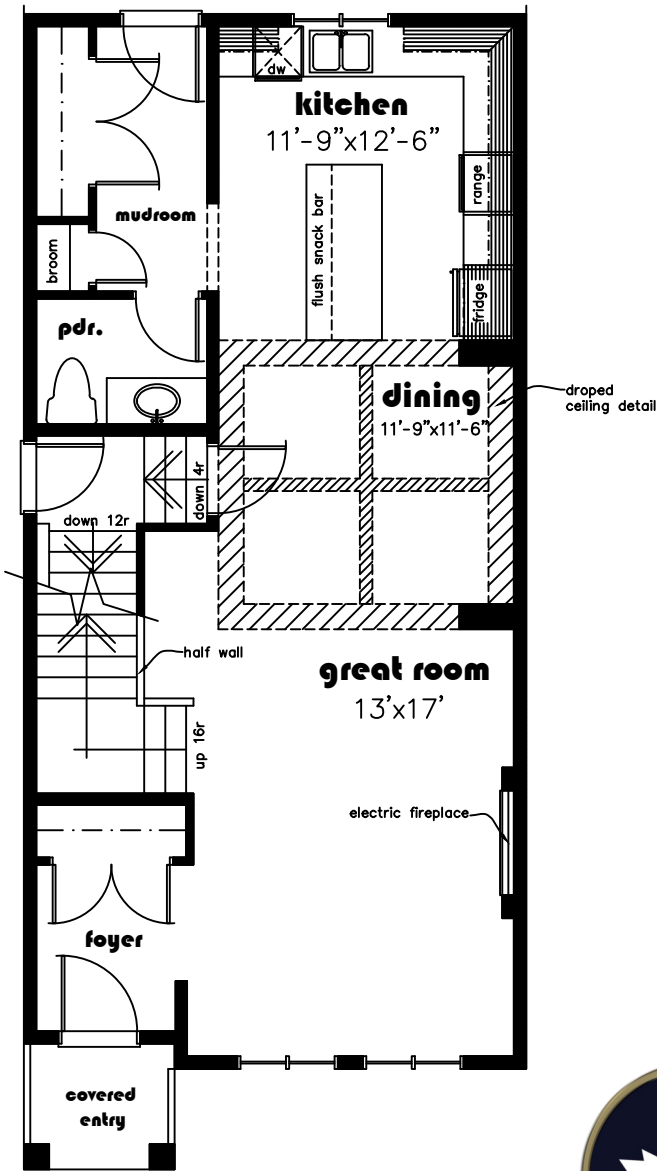 dw
kitchen
11'-9"x12'-6"
range
mudroom
flush snack bar
broom
fridge
pdr.
dining
11'-9"x11'-6"
droped
ceiling detail
down 4r
down 12r
half wall
great room
13'x17'
up 16r
electric fireplace
foyer
covered
entry